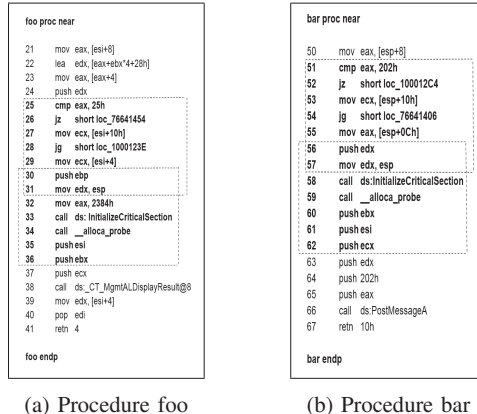 foo proc near
21 mov eax, [esi+8]
22 lea edx, [eax+ebx*4+28h]
23 mov eax, [eax+4]
24 push edx
25 cmp eax, 25h
26 jz short loc_76641454
27 mov ecx, [esi+10h]
28 jg short loc_1000123E
29 mov ecx, [esi+4]
30 push ebp
31 mov edx, esp
32 mov eax, 2384h
33 call ds: InitializeCriticalSection
34 call __alloca_probe
35 push esi
36 push ebx
37 push ecx
38 call ds:_CT_MgmtALDisplayResult@8
39 mov edx, [esi+4]
40 pop edi
41 retn 4
foo endp
(a) Procedure foo
bar proc near
50 mov eax, [esp+8]
51 cmp eax, 202h
52 jz short loc_100012C4
53 mov ecx, [esp+10h]
54 jg short loc_76641406
55 mov eax, [esp+0Ch]
56 push edx
57 mov edx, esp
58 call ds:InitializeCriticalSection
59 call __alloca_probe
60 push ebx
61 push esi
62 push ecx
63 push edx
64 push 202h
65 push eax
66 call ds:PostMessageA
67 retn 10h
bar endp
(b) Procedure bar